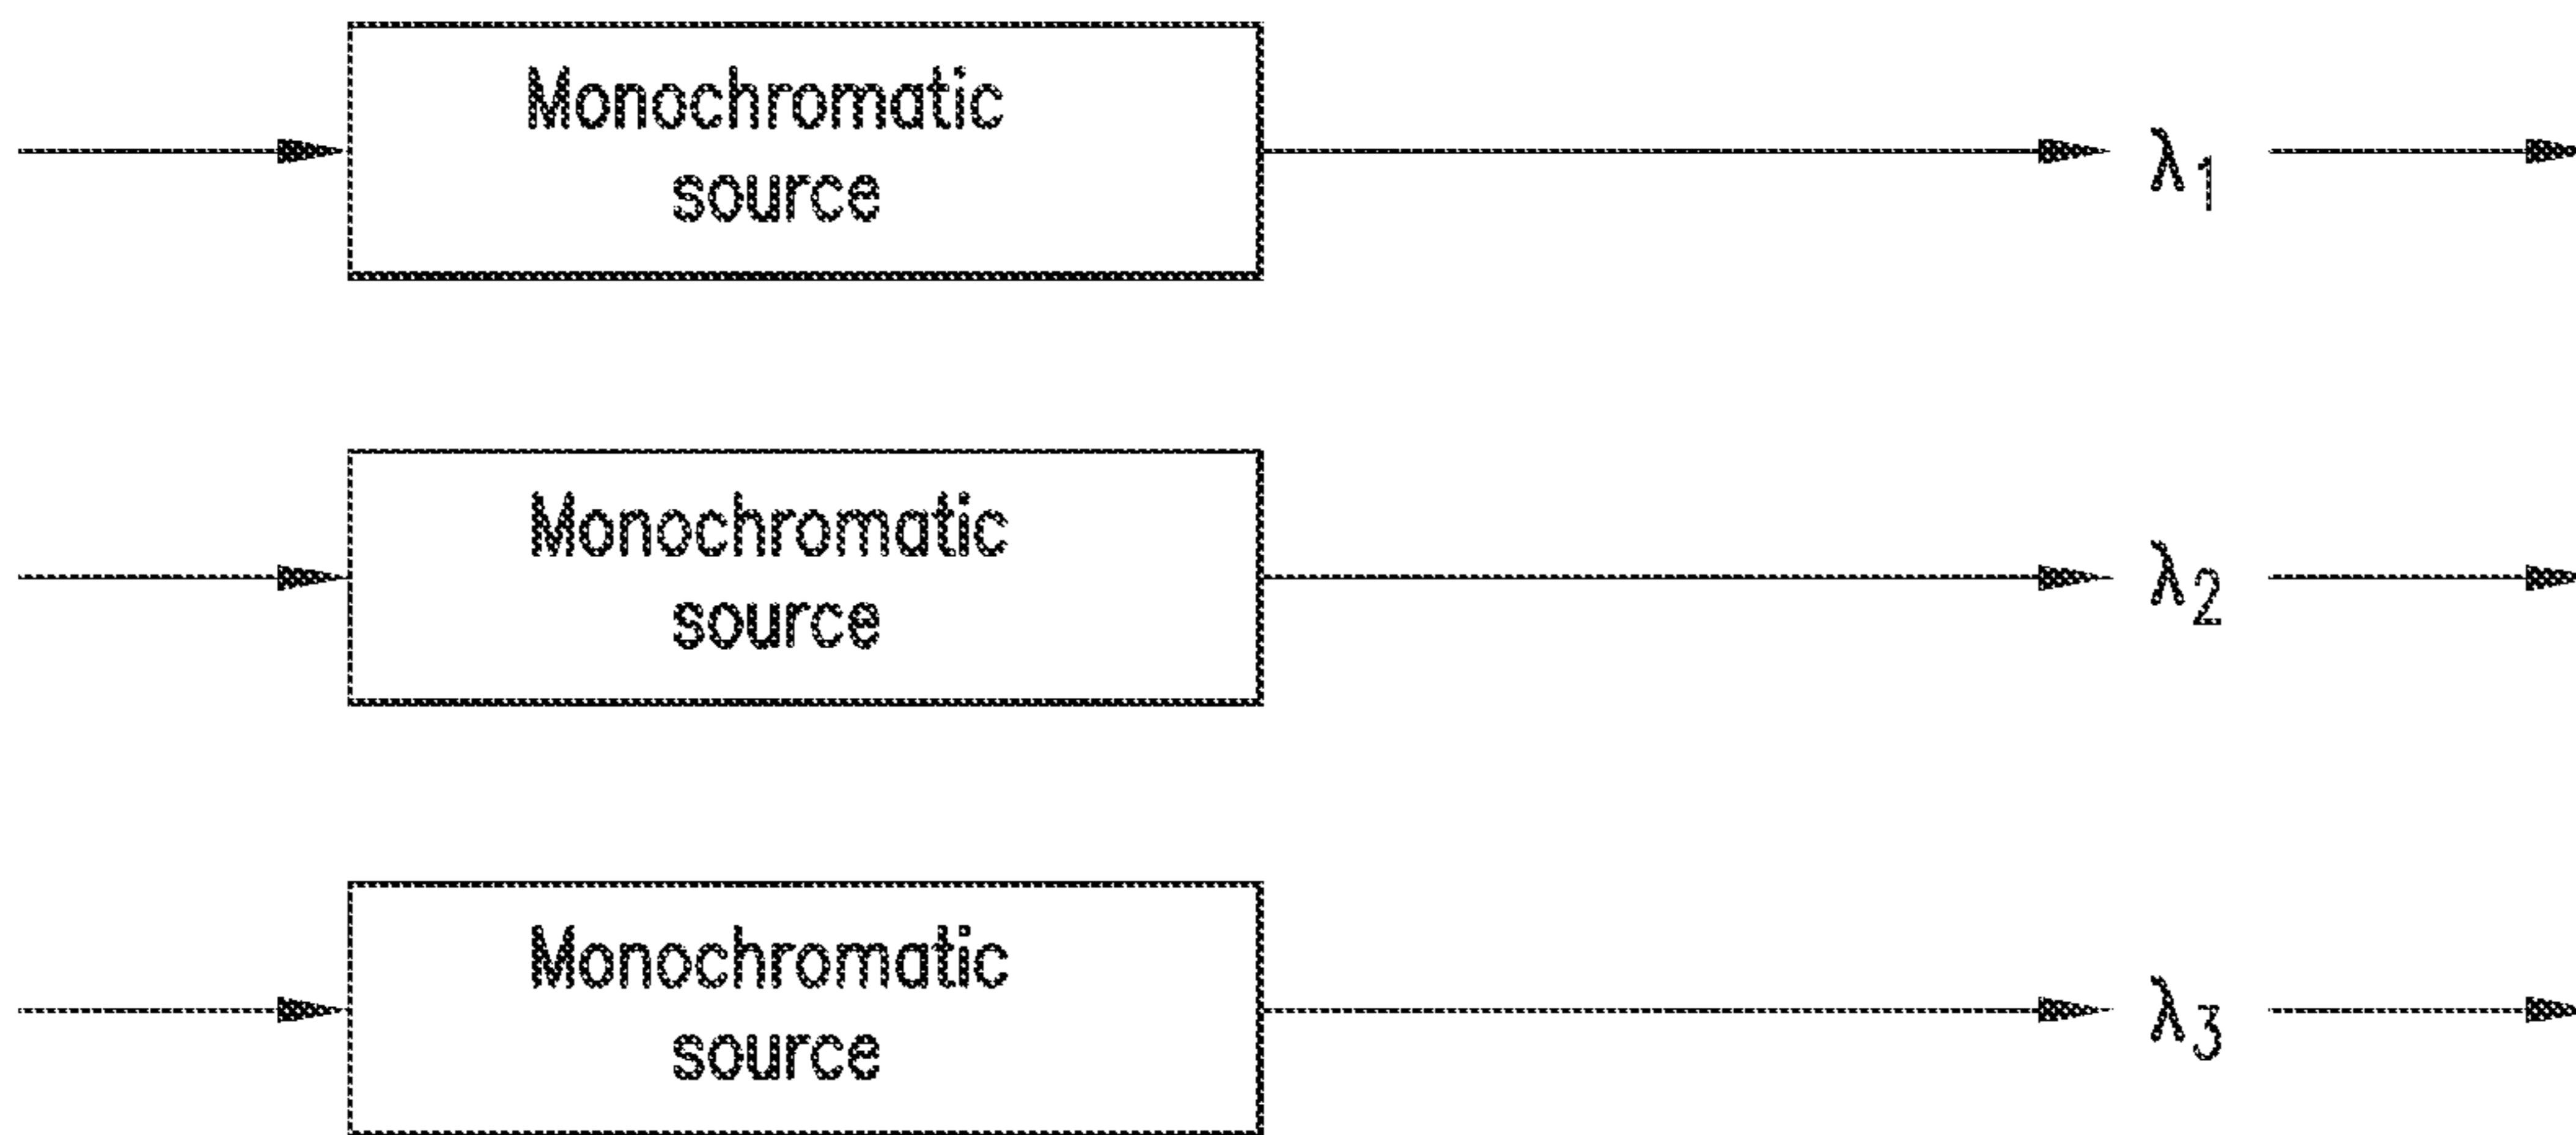 Monochromatic
source
λ1
Monochromatic
source
λ2
Monochromatic
source
λ3